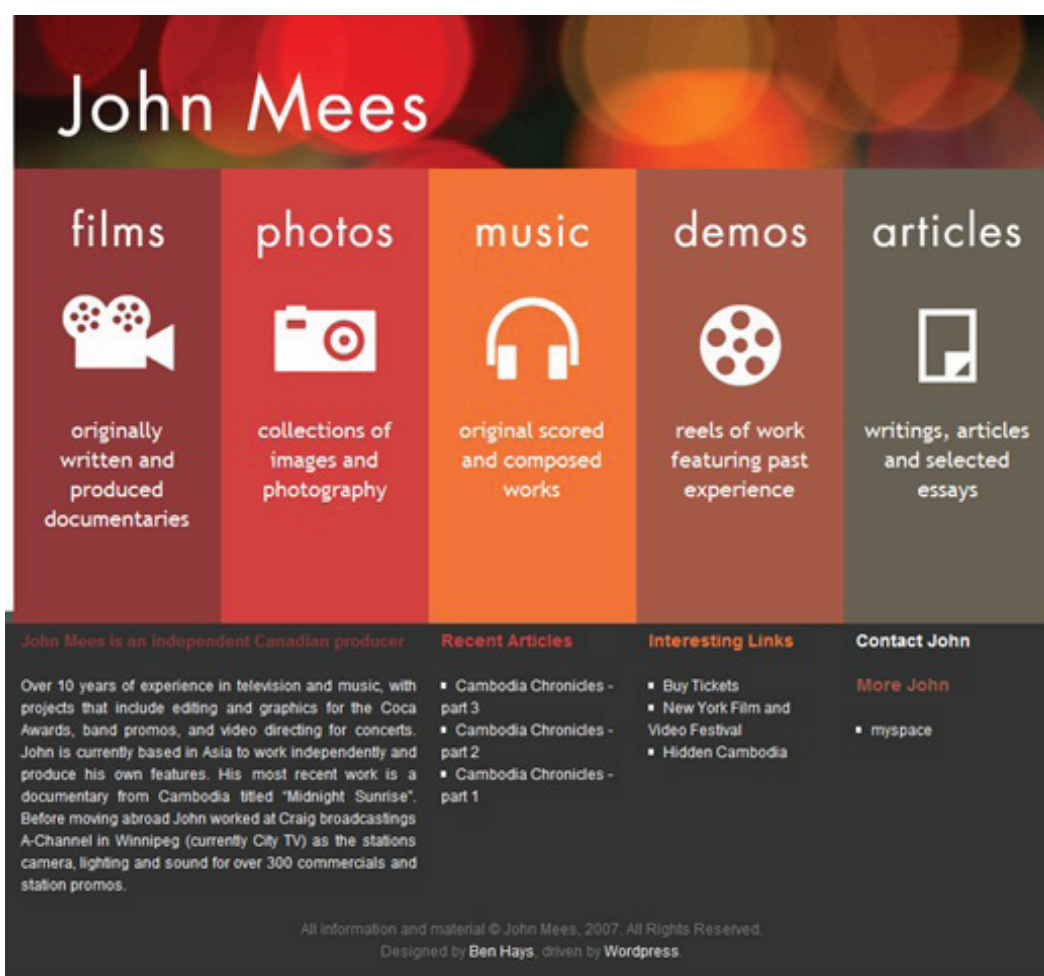 John Mees
films
originally
written and
produced
documentaries
photos
collections of
images and
photography
music
original scored
and composed
works
demos
reels of work
featuring past
experience
articles
writings, articles
and selected
essays
John Mees is an independent Canadian producer
Over 10 years of experience in television and music, with
projects that include editing and graphics for the Coca
Awards, band promos, and video directing for concerts.
John is currently based in Asia to work independently and
produce his own features. His most recent work is a
documentary from Cambodia titled "Midnight Sunrise".
Before moving abroad John worked at Craig broadcastings
A-Channel in Winnipeg (currently City TV) as the stations
camera, lighting and sound for over 300 commercials and
station promos.
Recent Articles
▪ Cambodia Chronicles -
part 3
▪ Cambodia Chronicles -
part 2
▪ Cambodia Chronicles -
part 1
Interesting Links
▪ Buy Tickets
▪ New York Film and
Video Festival
▪ Hidden Cambodia
Contact John
More John
▪ myspace
All information and material © John Mees, 2007. All Rights Reserved.
Designed by Ben Hays, driven by Wordpress.